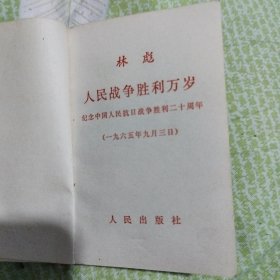 林彪
人民战争胜利万岁
纪念中国人民抗日战争胜利二十周年
(一九六五年九月三日)
人民出版社